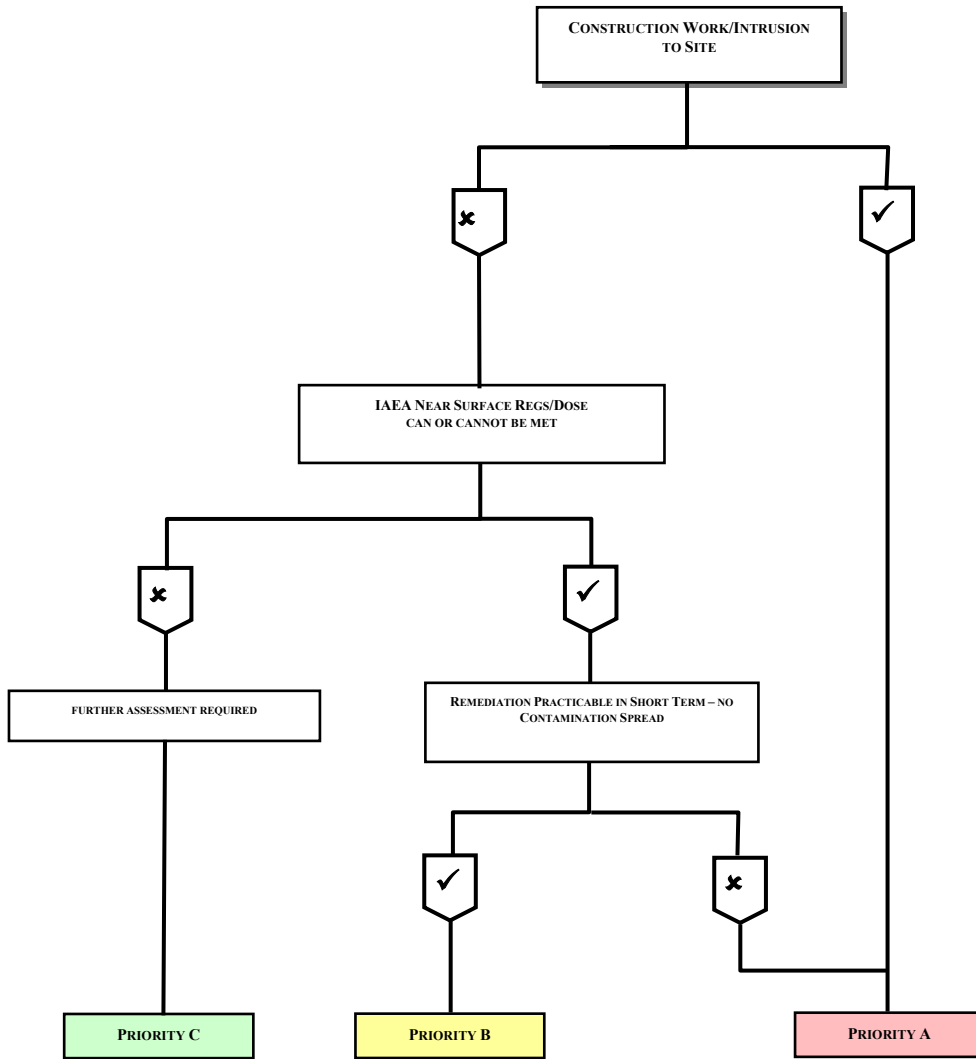 CONSTRUCTION WORK/INTRUSION
TO SITE
✘
✓
IAEA NEAR SURFACE REGS/DOSE
CAN OR CANNOT BE MET
✘
✓
FURTHER ASSESSMENT REQUIRED
REMEDIATION PRACTICABLE IN SHORT TERM – NO
CONTAMINATION SPREAD
✓
✘
PRIORITY C
PRIORITY B
PRIORITY A